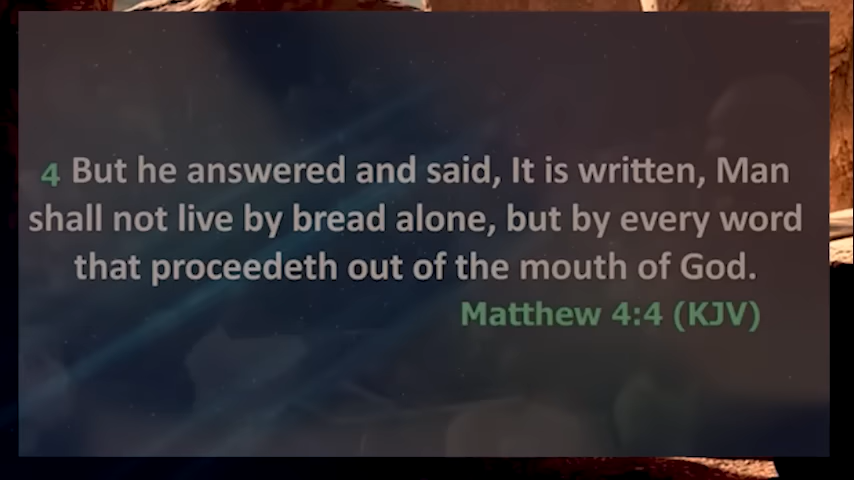 4 But he answered and said, It is written, Man
shall not live by bread alone, but by every word
that proceedeth out of the mouth of God.
Matthew 4:4 (KJV)